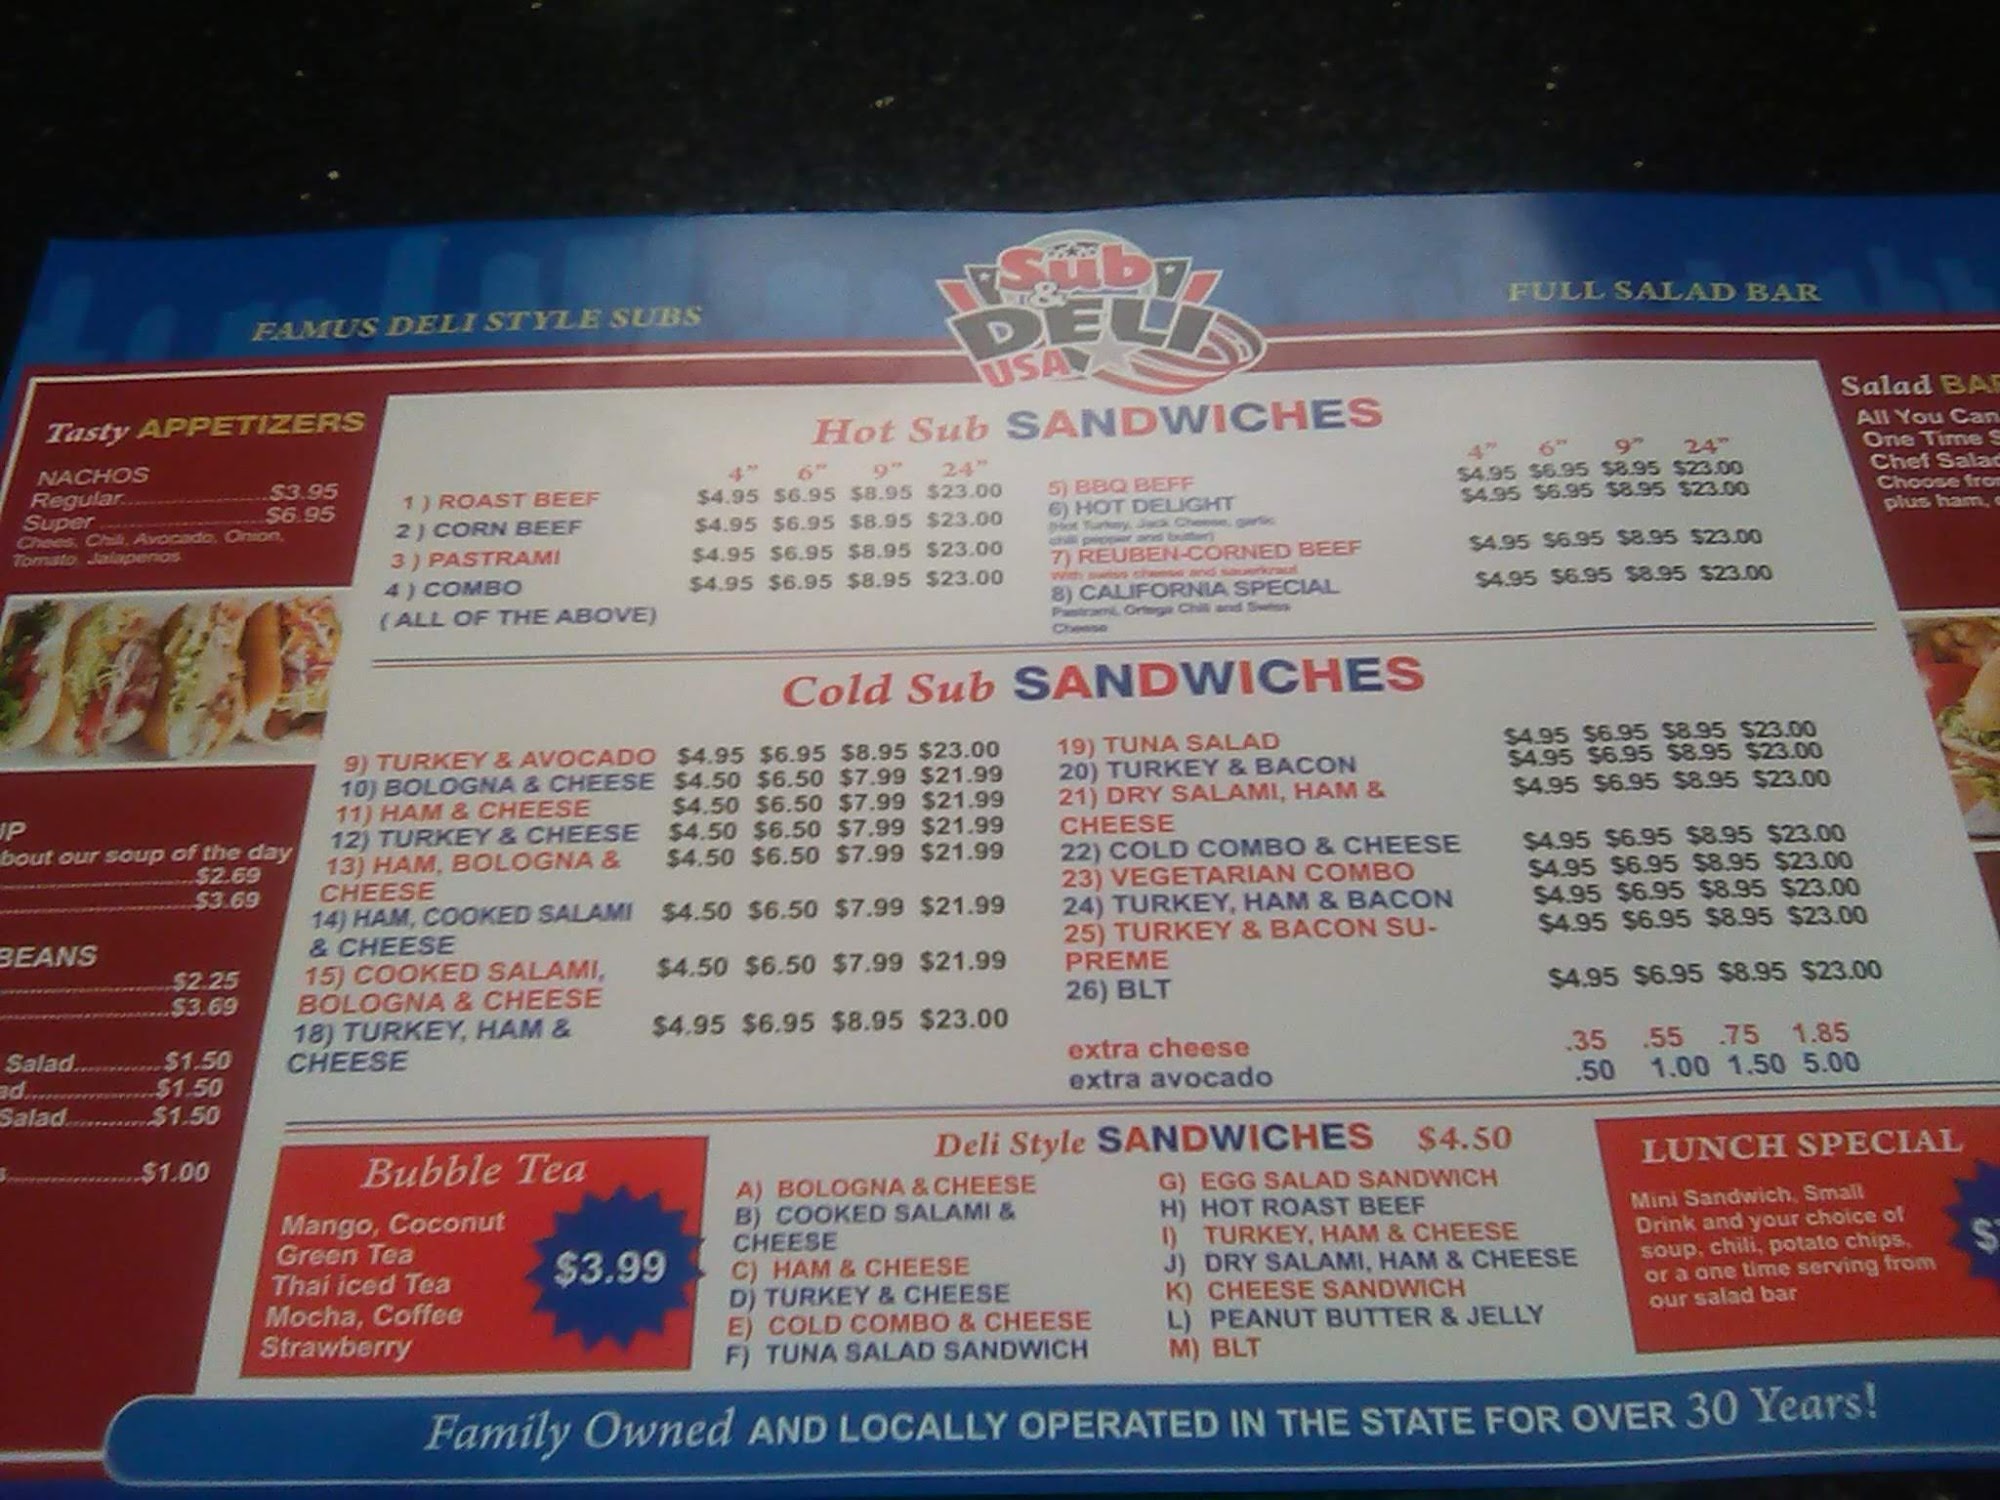 FAMUS DELI STYLE SUBS
Sub
&
DELI
USA
FULL SALAD BAR
Tasty APPETIZERS
NACHOS
Regular....................$3.95
Super ......................$6.95
Chees, Chili, Avocado, Onion,
Tomato, Jalapenos
bout our soup of the day
$2.69
$3.69
BEANS
$2.25
$3.69
Salad............$1.50
$1.50
Salad............$1.50
$1.00
Hot Sub SANDWICHES
4" 6" 9" 24"
1 ) ROAST BEEF $4.95 $6.95 $8.95 $23.00
2 ) CORN BEEF $4.95 $6.95 $8.95 $23.00
3 ) PASTRAMI $4.95 $6.95 $8.95 $23.00
4 ) COMBO $4.95 $6.95 $8.95 $23.00
( ALL OF THE ABOVE)
4" 6" 9" 24"
5) BBQ BEFF $4.95 $6.95 $8.95 $23.00
6) HOT DELIGHT $4.95 $6.95 $8.95 $23.00
(Hot Turkey, Jack Cheese, garlic
chili pepper and butter)
7) REUBEN-CORNED BEEF $4.95 $6.95 $8.95 $23.00
With swiss cheese and sauerkraut
8) CALIFORNIA SPECIAL $4.95 $6.95 $8.95 $23.00
Pastrami, Ortega Chili and Swiss
Cheese
Cold Sub SANDWICHES
9) TURKEY & AVOCADO $4.95 $6.95 $8.95 $23.00
10) BOLOGNA & CHEESE $4.50 $6.50 $7.99 $21.99
11) HAM & CHEESE $4.50 $6.50 $7.99 $21.99
12) TURKEY & CHEESE $4.50 $6.50 $7.99 $21.99
13) HAM, BOLOGNA & $4.50 $6.50 $7.99 $21.99
CHEESE
14) HAM, COOKED SALAMI $4.50 $6.50 $7.99 $21.99
& CHEESE
15) COOKED SALAMI, $4.50 $6.50 $7.99 $21.99
BOLOGNA & CHEESE
18) TURKEY, HAM & $4.95 $6.95 $8.95 $23.00
CHEESE
19) TUNA SALAD $4.95 $6.95 $8.95 $23.00
20) TURKEY & BACON $4.95 $6.95 $8.95 $23.00
21) DRY SALAMI, HAM & $4.95 $6.95 $8.95 $23.00
CHEESE
22) COLD COMBO & CHEESE $4.95 $6.95 $8.95 $23.00
23) VEGETARIAN COMBO $4.95 $6.95 $8.95 $23.00
24) TURKEY, HAM & BACON $4.95 $6.95 $8.95 $23.00
25) TURKEY & BACON SU- $4.95 $6.95 $8.95 $23.00
PREME
26) BLT $4.95 $6.95 $8.95 $23.00
extra cheese .35 .55 .75 1.85
extra avocado .50 1.00 1.50 5.00
Salad
All You Can
One Time
Chef Salad
Choose
plus ham,
Bubble Tea
Mango, Coconut
Green Tea
Thai iced Tea
Mocha, Coffee
Strawberry
$3.99
Deli Style SANDWICHES $4.50
A) BOLOGNA & CHEESE
B) COOKED SALAMI &
CHEESE
C) HAM & CHEESE
D) TURKEY & CHEESE
E) COLD COMBO & CHEESE
F) TUNA SALAD SANDWICH
G) EGG SALAD SANDWICH
H) HOT ROAST BEEF
I) TURKEY, HAM & CHEESE
J) DRY SALAMI, HAM & CHEESE
K) CHEESE SANDWICH
L) PEANUT BUTTER & JELLY
M) BLT
LUNCH SPECIAL
Mini Sandwich, Small
Drink and your choice of
soup, chili, potato chips,
or a one time serving from
our salad bar
Family Owned AND LOCALLY OPERATED IN THE STATE FOR OVER 30 Years!